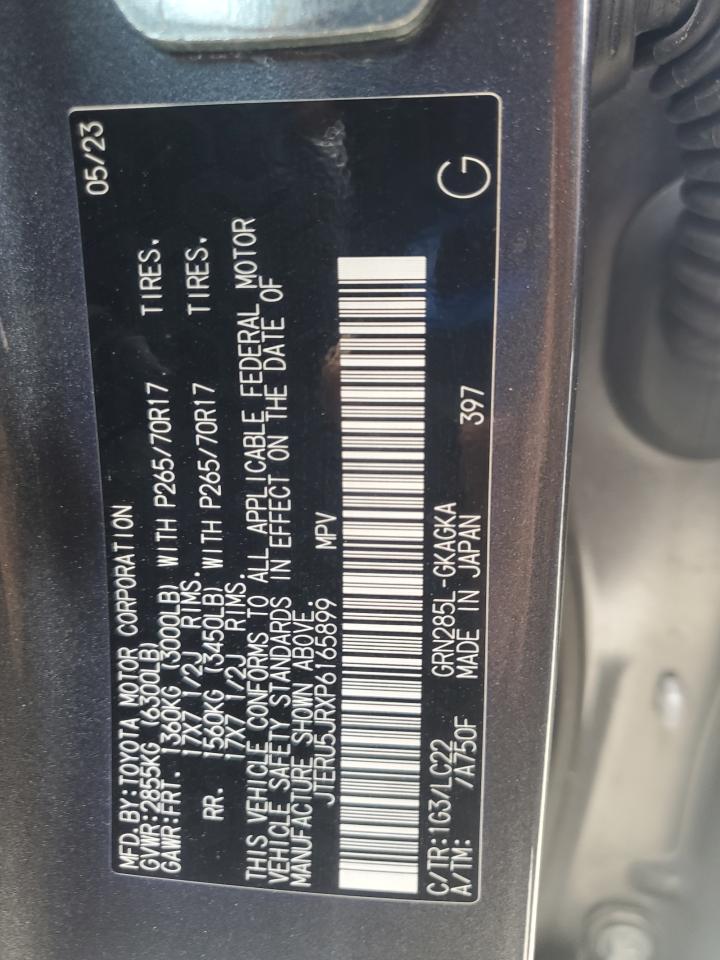 MFD.BY:TOYOTA MOTOR CORPORATION 05/23
GVWR:2855KG (6300LB)
GAWR:FRT. 1360KG (3000LB) WITH P265/70R17 TIRES.
17X7 1/2J RIMS.
RR. 1560KG (3450LB) WITH P265/70R17 TIRES.
17X7 1/2J RIMS.
THIS VEHICLE CONFORMS TO ALL APPLICABLE FEDERAL MOTOR
VEHICLE SAFETY STANDARDS IN EFFECT ON THE DATE OF
MANUFACTURE SHOWN ABOVE.
JTERU5JRXP6165899 MPV
C/TR:1G3/LC22 GRN285L-GKAGKA
A/TM: /A750F MADE IN JAPAN 397 G